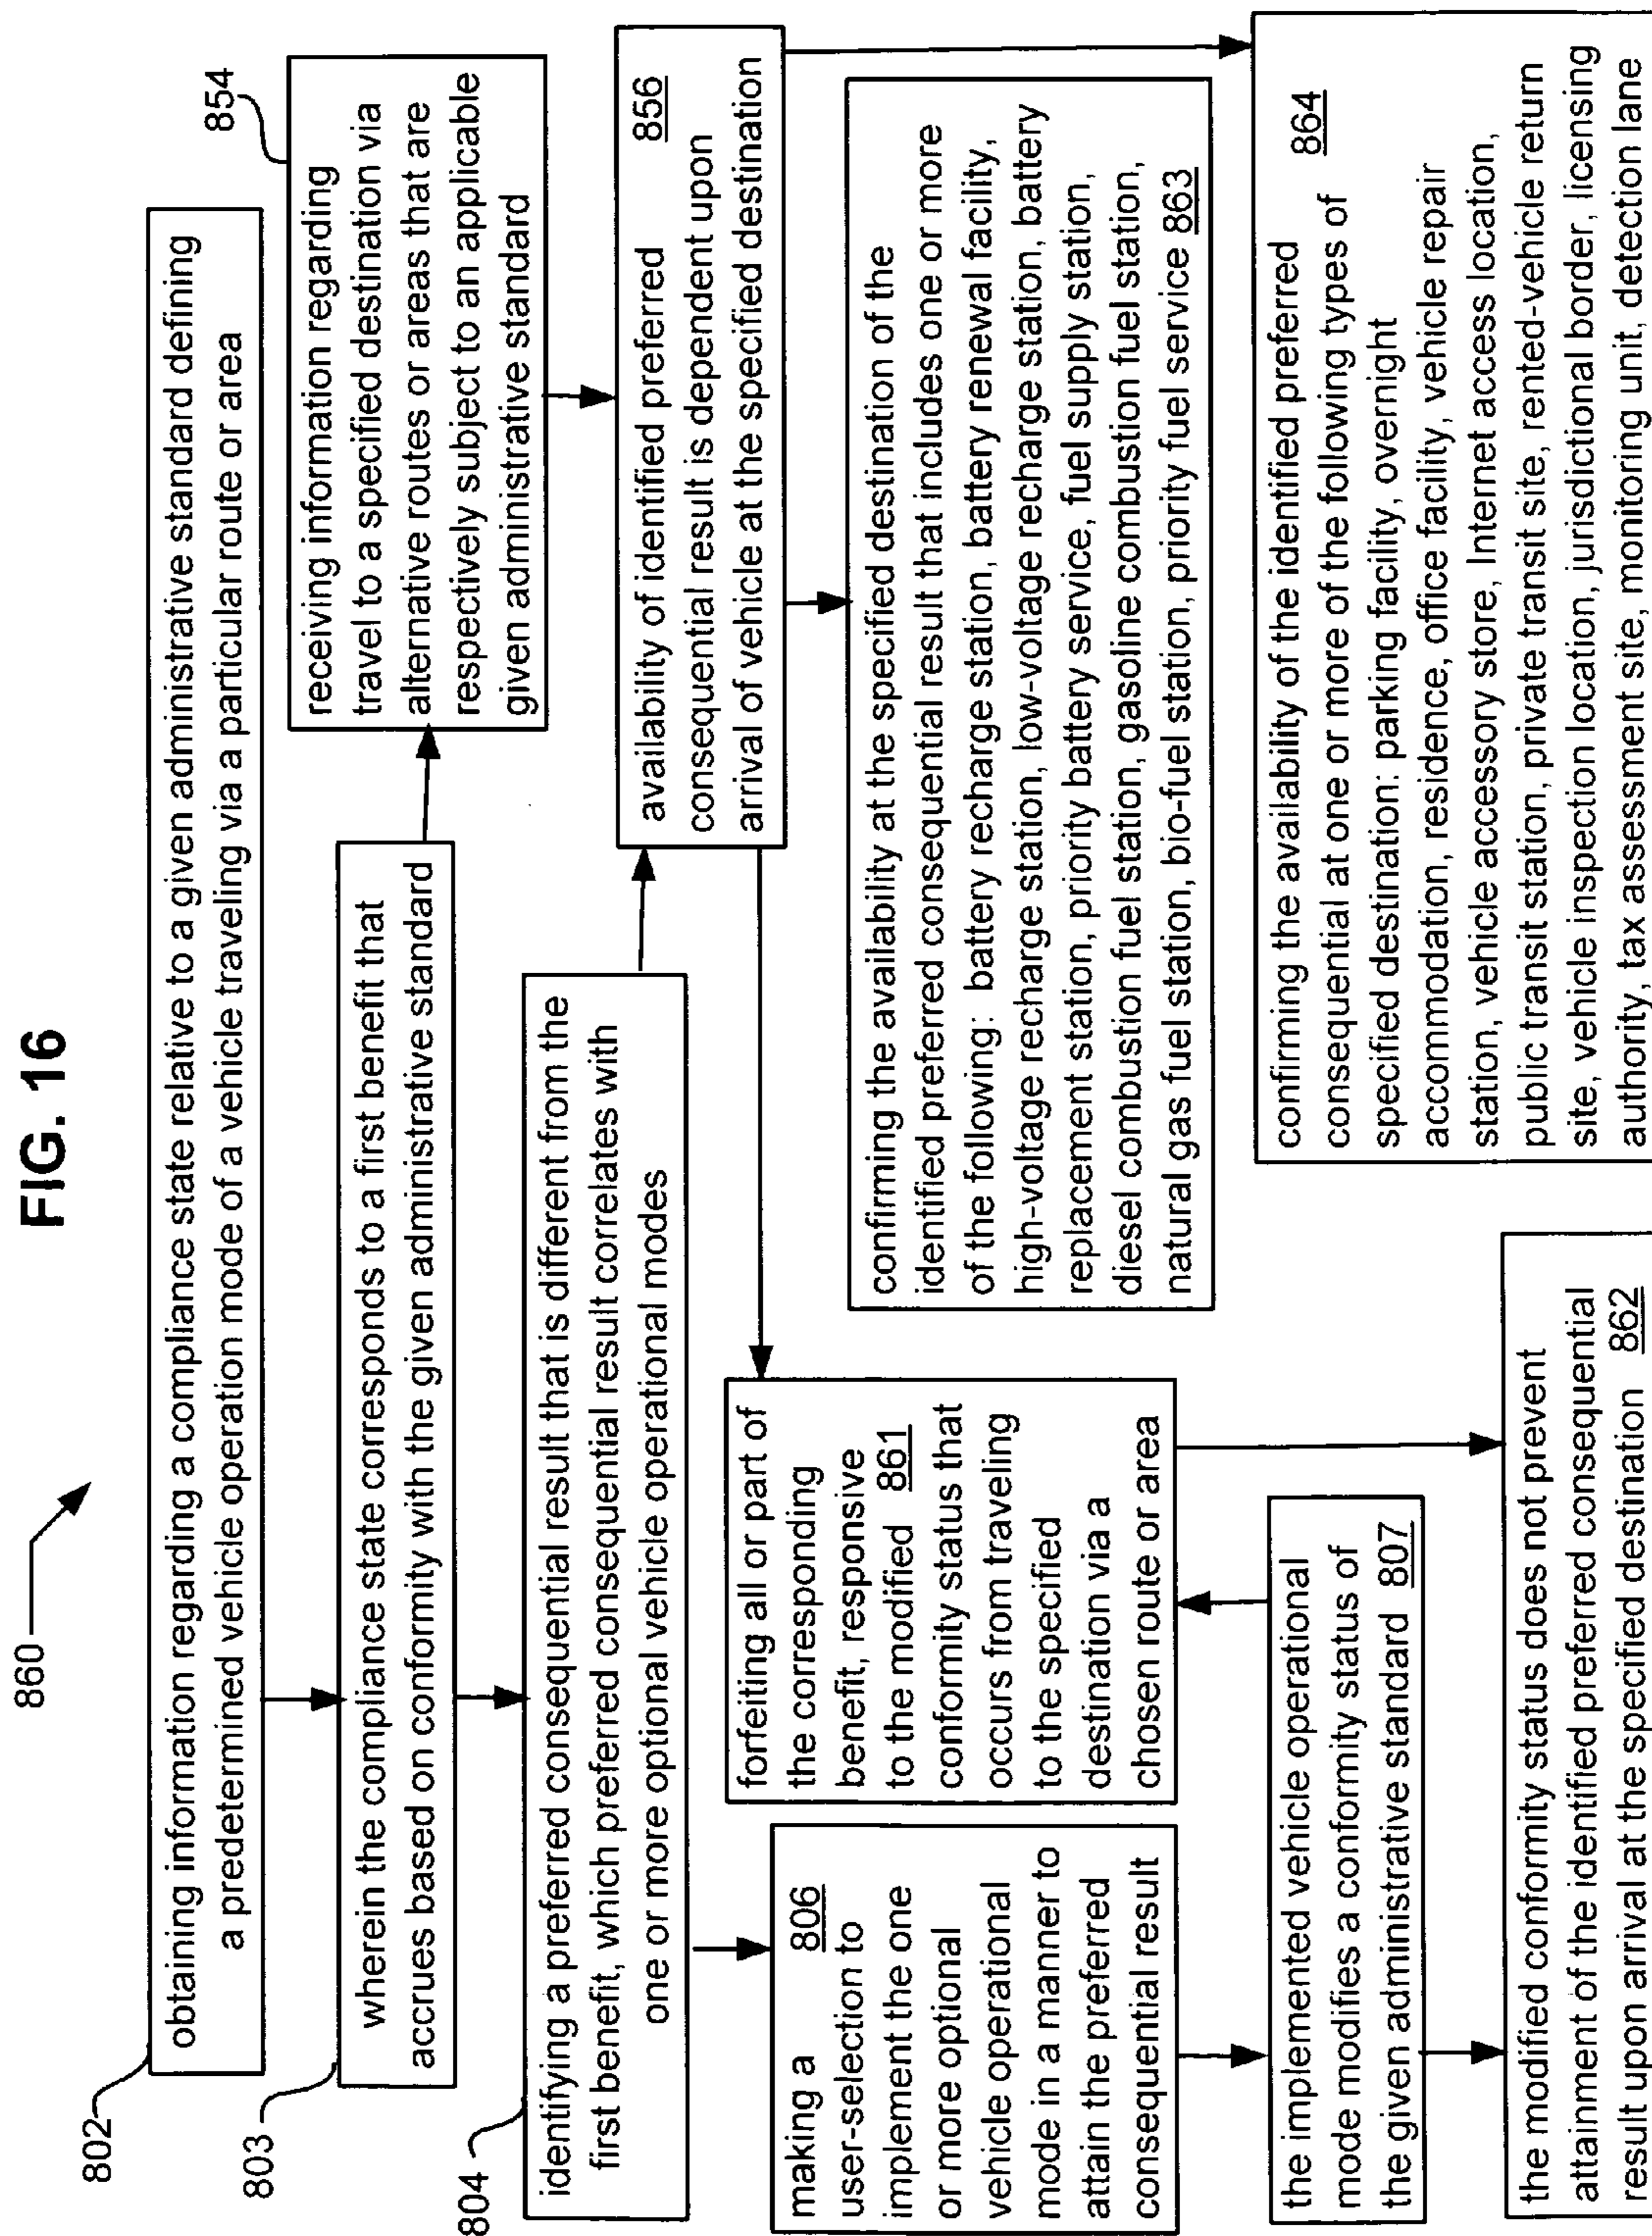 FIG. 16
860
802
obtaining information regarding a compliance state relative to a given administrative standard defining
a predetermined vehicle operation mode of a vehicle traveling via a particular route or area
803
wherein the compliance state corresponds to a first benefit that
accrues based on conformity with the given administrative standard
854
receiving information regarding
travel to a specified destination via
alternative routes or areas that are
respectively subject to an applicable
given administrative standard
804
identifying a preferred consequential result that is different from the
first benefit, which preferred consequential result correlates with
one or more optional vehicle operational modes
availability of identified preferred 856
consequential result is dependent upon
arrival of vehicle at the specified destination
making a
user-selection to 806
implement the one
or more optional
vehicle operational
mode in a manner to
attain the preferred
consequential result
forfeiting all or part of
the corresponding
benefit, responsive
to the modified 861
conformity status that
occurs from traveling
to the specified
destination via a
chosen route or area
confirming the availability at the specified destination of the
identified preferred consequential result that includes one or more
of the following: battery recharge station, battery renewal facility,
high-voltage recharge station, low-voltage recharge station, battery
replacement station, priority battery service, fuel supply station,
diesel combustion fuel station, gasoline combustion fuel station,
natural gas fuel station, bio-fuel station, priority fuel service 863
the implemented vehicle operational
mode modifies a conformity status of
the given administrative standard 807
confirming the availability of the identified preferred
consequential at one or more of the following types of 864
specified destination: parking facility, overnight
accommodation, residence, office facility, vehicle repair
station, vehicle accessory store, Internet access location,
public transit station, private transit site, rented-vehicle return
site, vehicle inspection location, jurisdictional border, licensing
authority, tax assessment site, monitoring unit, detection lane
the modified conformity status does not prevent
attainment of the identified preferred consequential
result upon arrival at the specified destination 862